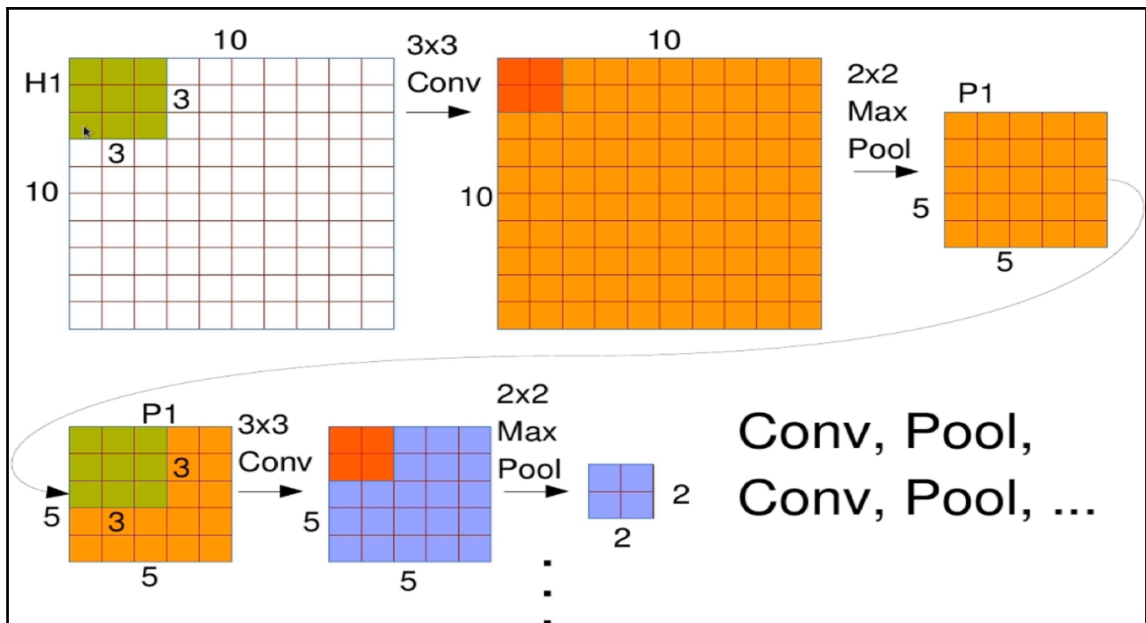 10
H1
3
3
10
3x3
Conv
10
10
2x2
Max
Pool
P1
5
5
P1
3
3
5
5
3x3
Conv
5
5
2x2
Max
Pool
2
2
Conv, Pool,
Conv, Pool, ...